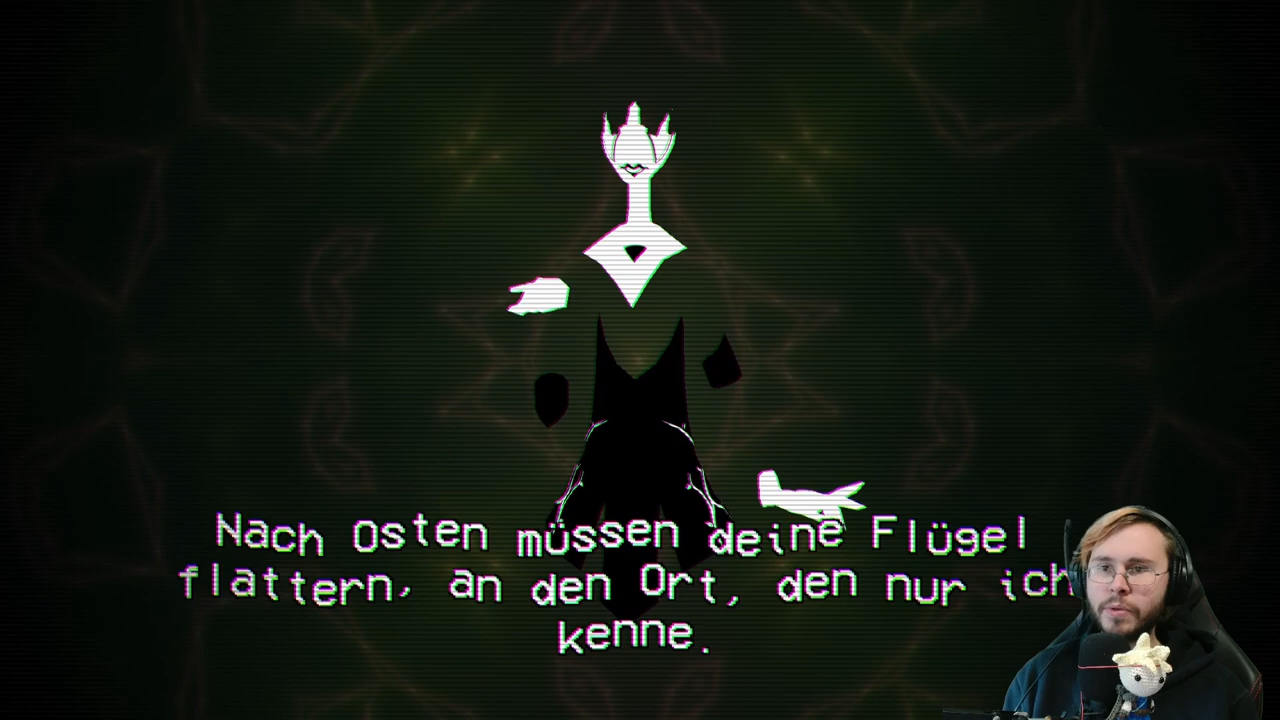 Nach Osten müssen deine Flügel
flattern, an den Ort, den nur ich
kenne.